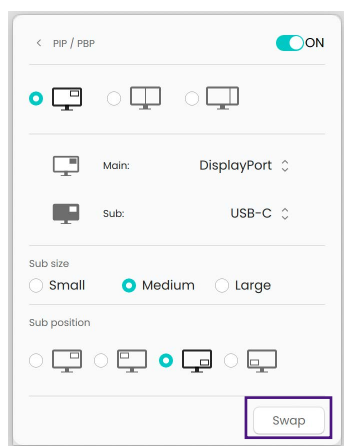 PIP / PBP
ON
Main: DisplayPort
Sub: USB-C
Sub size
Small Medium Large
Sub position
Swap